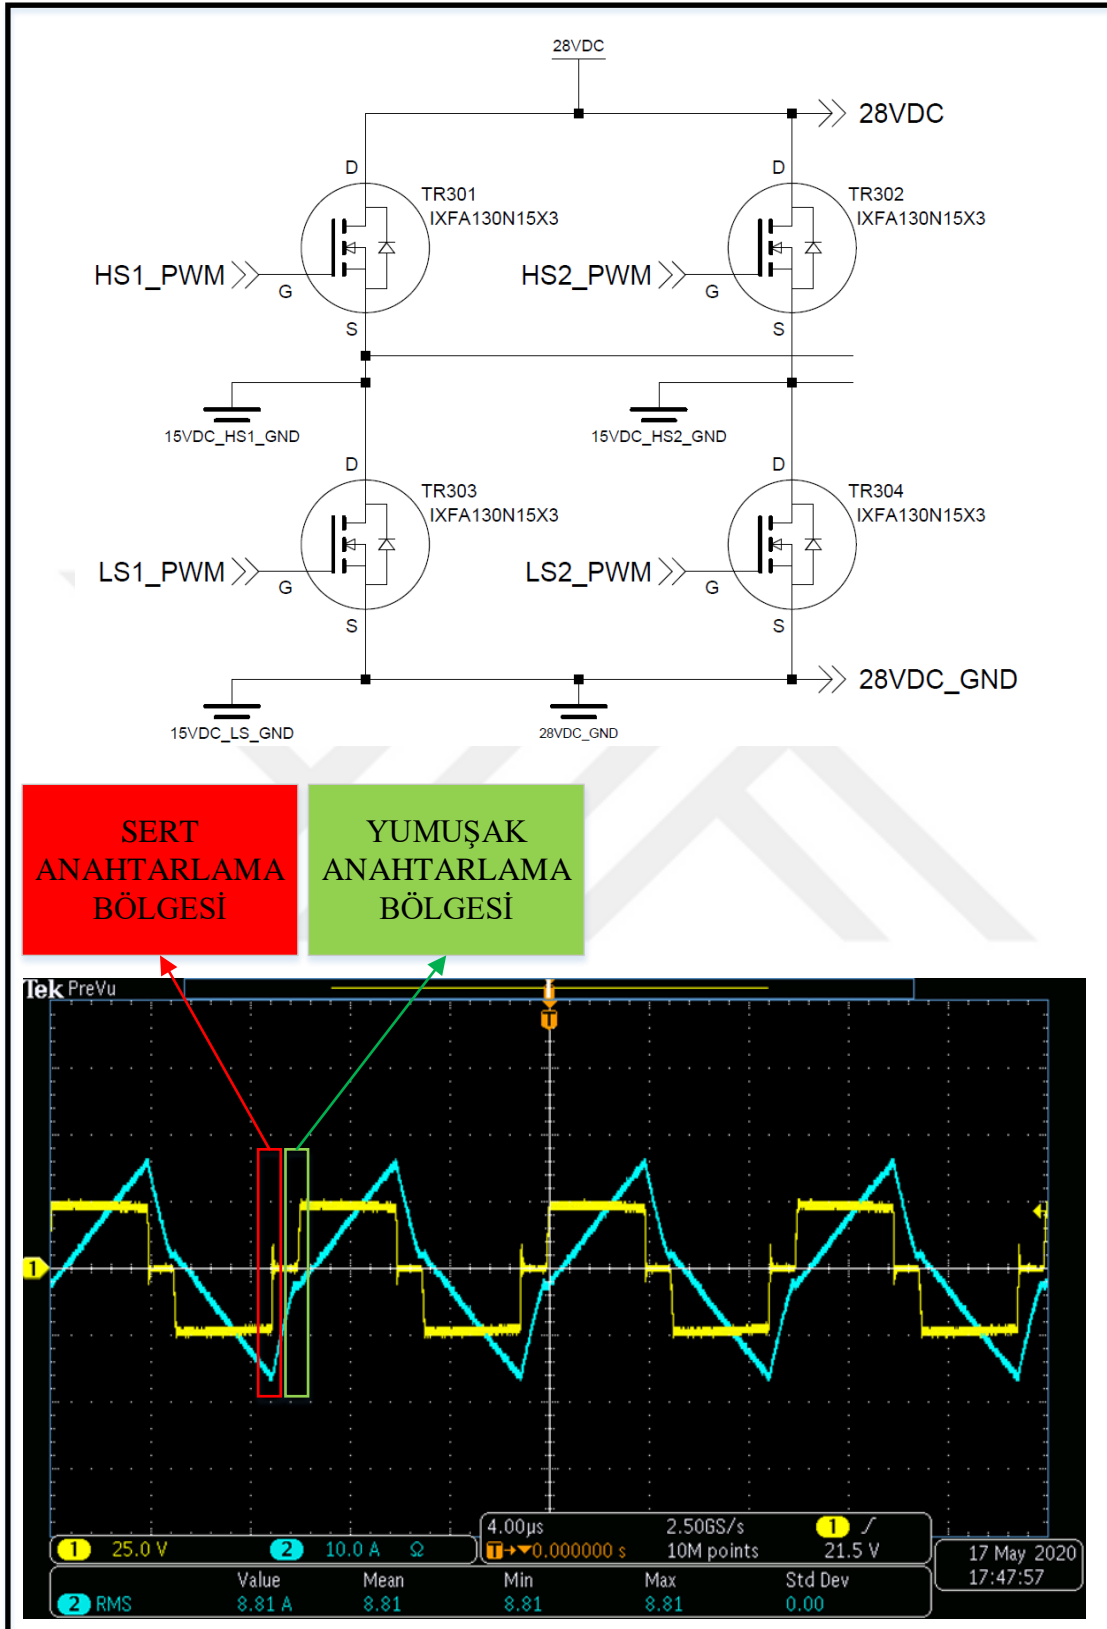 28VDC
28VDC
D
D
TR301
IXFA130N15X3
TR302
IXFA130N15X3
HS1_PWM
G
HS2_PWM
G
S
S
15VDC_HS1_GND
15VDC_HS2_GND
D
D
TR303
IXFA130N15X3
TR304
IXFA130N15X3
LS1_PWM
G
LS2_PWM
G
S
S
28VDC_GND
15VDC_LS_GND
28VDC_GND
SERT
ANAHTARLAMA
BÖLGESİ
YUMUŞAK
ANAHTARLAMA
BÖLGESİ
Tek PreVu
T
1
1 25.0 V 2 10.0 A Ω
4.00µs 2.50GS/s 1
T→▼0.000000 s 10M points 21.5 V
17 May 2020
17:47:57
Value Mean Min Max Std Dev
2 RMS 8.81 A 8.81 8.81 8.81 0.00